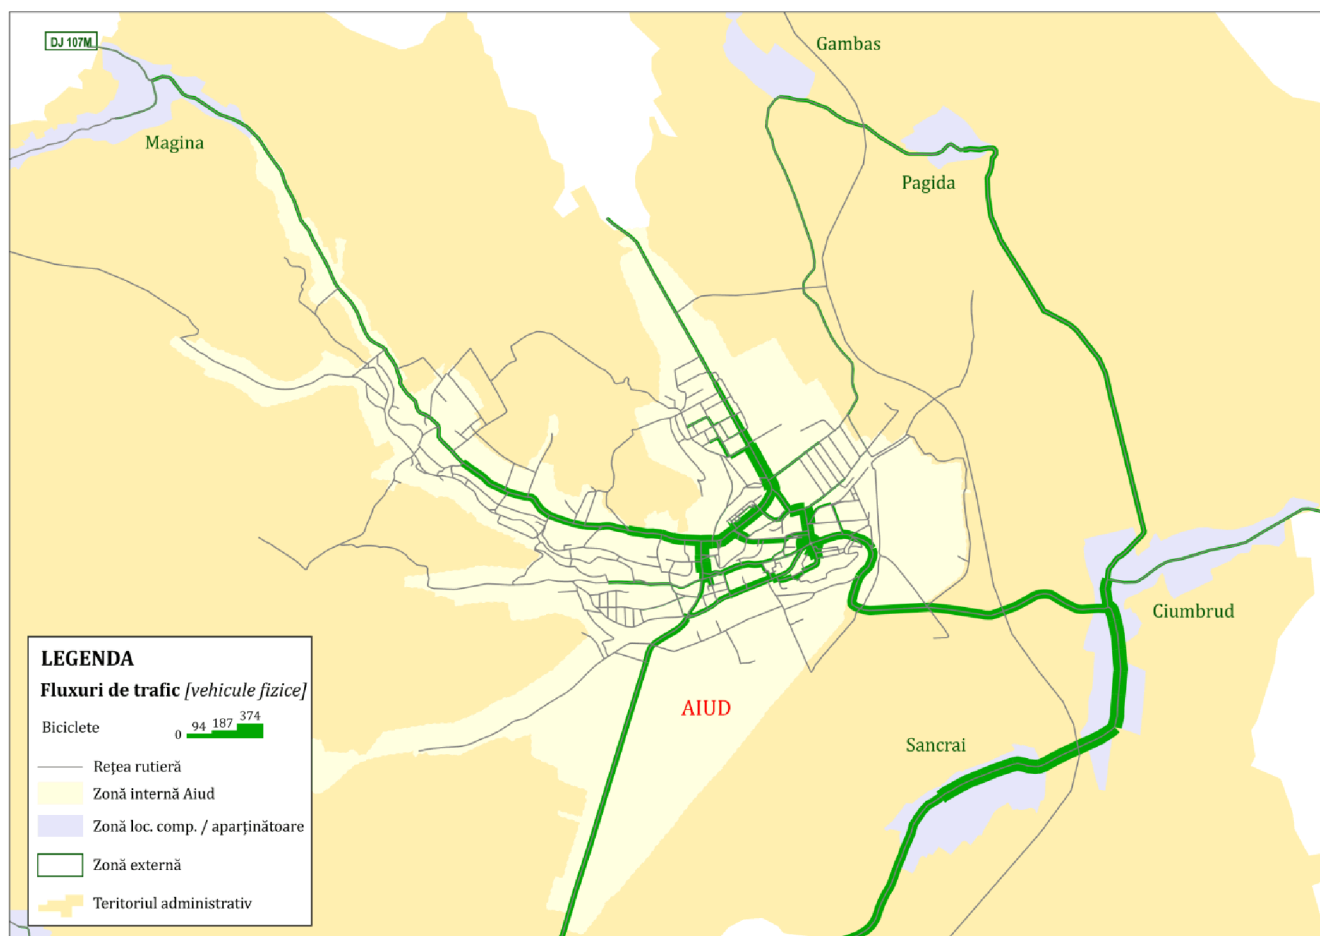 DJ 107M
Gambas
Magina
Pagida
Ciumbrud
AIUD
Sancrai
LEGENDA
Fluxuri de trafic [vehicule fizice]
Biciclete
0 94 187 374
Rețea rutieră
Zonă internă Aiud
Zonă loc. comp. / aparținătoare
Zonă externă
Teritoriul administrativ